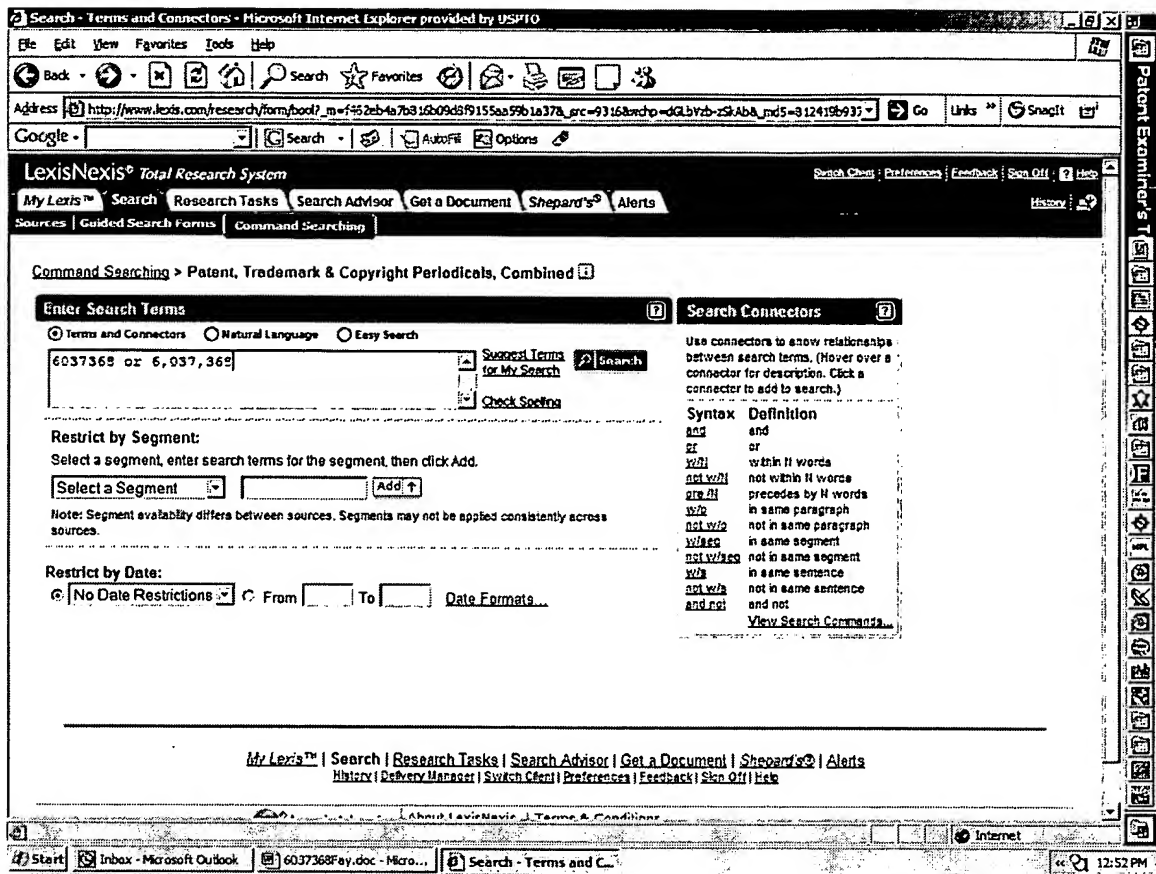 Search - Terms and Connectors - Microsoft Internet Explorer provided by USPTO
File Edit View Favorites Tools Help
Back Search Favorites
Address http://www.lexis.com/research/form/bool?_m= Go Links » SnagIt
Google - Search AutoFill Options
Patent Examiner's T
LexisNexis® Total Research System
Switch Client | Preferences | Feedback | Sign Off | ? Help
My Lexis™ Search Research Tasks Search Advisor Get a Document Shepard's® Alerts
History
Sources | Guided Search Forms | Command Searching
Command Searching > Patent, Trademark & Copyright Periodicals, Combined i
Enter Search Terms ?
Terms and Connectors Natural Language Easy Search
6037368 or 6,037,368
Suggest Terms
for My Search
Search
Check Spelling
Restrict by Segment:
Select a segment, enter search terms for the segment, then click Add.
Select a Segment Add ↑
Note: Segment availability differs between sources. Segments may not be applied consistently across
sources.
Restrict by Date:
No Date Restrictions From To Date Formats...
Search Connectors ?
Use connectors to show relationships
between search terms. (Hover over a
connector for description. Click a
connector to add to search.)
Syntax Definition
and and
or or
w/N within N words
not w/N not within N words
pre /N precedes by N words
w/p in same paragraph
not w/p not in same paragraph
w/seg in same segment
not w/seg not in same segment
w/s in same sentence
not w/s not in same sentence
and not and not
View Search Commands...
My Lexis™ | Search | Research Tasks | Search Advisor | Get a Document | Shepard's® | Alerts
History | Delivery Manager | Switch Client | Preferences | Feedback | Sign Off | Help
About LexisNexis | Terms & Conditions
Internet
Start Inbox - Microsoft Outlook 6037368Fay.doc - Micro... Search - Terms and C... « 12:52 PM